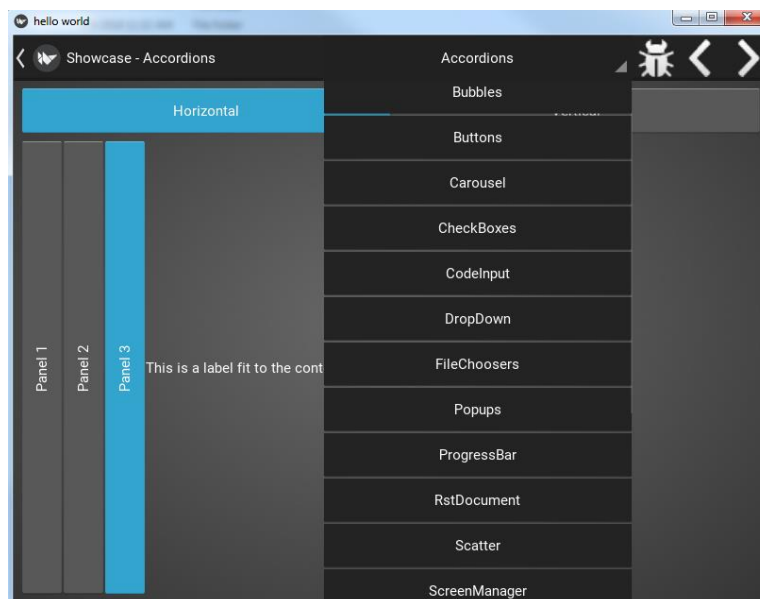 hello world
Showcase - Accordions
Accordions
Horizontal
Bubbles
Buttons
Carousel
CheckBoxes
CodeInput
DropDown
FileChoosers
Popups
ProgressBar
RstDocument
Scatter
ScreenManager
Panel 1
Panel 2
Panel 3
This is a label fit to the cont